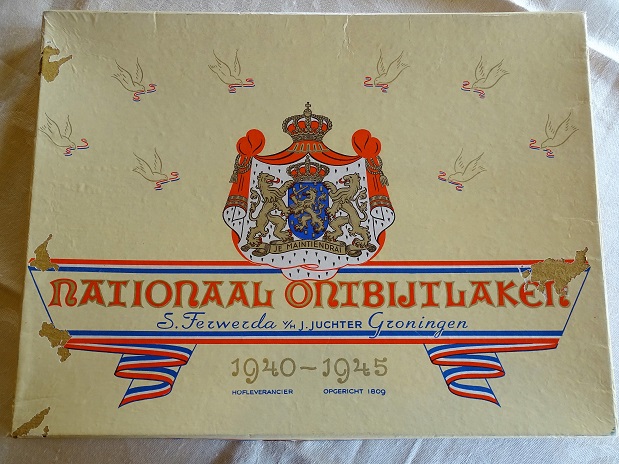 JE MAINTIENDRAI
NATIONAAL ONTBIJTLAKEN
S. Ferwerda V/H J. JUCHTER Groningen
1940-1945
HOFLEVERANCIER OPGERICHT 1809